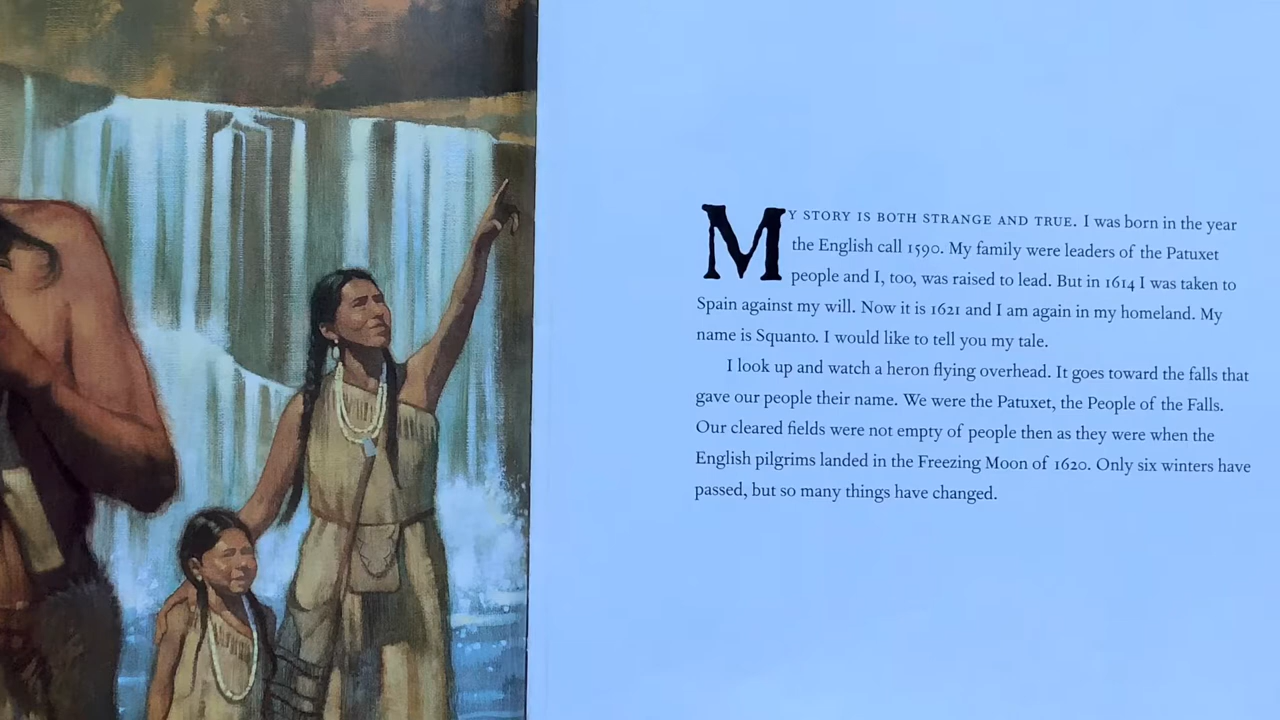 MY STORY IS BOTH STRANGE AND TRUE. I was born in the year
the English call 1590. My family were leaders of the Patuxet
people and I, too, was raised to lead. But in 1614 I was taken to
Spain against my will. Now it is 1621 and I am again in my homeland. My
name is Squanto. I would like to tell you my tale.
I look up and watch a heron flying overhead. It goes toward the falls that
gave our people their name. We were the Patuxet, the People of the Falls.
Our cleared fields were not empty of people then as they were when the
English pilgrims landed in the Freezing Moon of 1620. Only six winters have
passed, but so many things have changed.